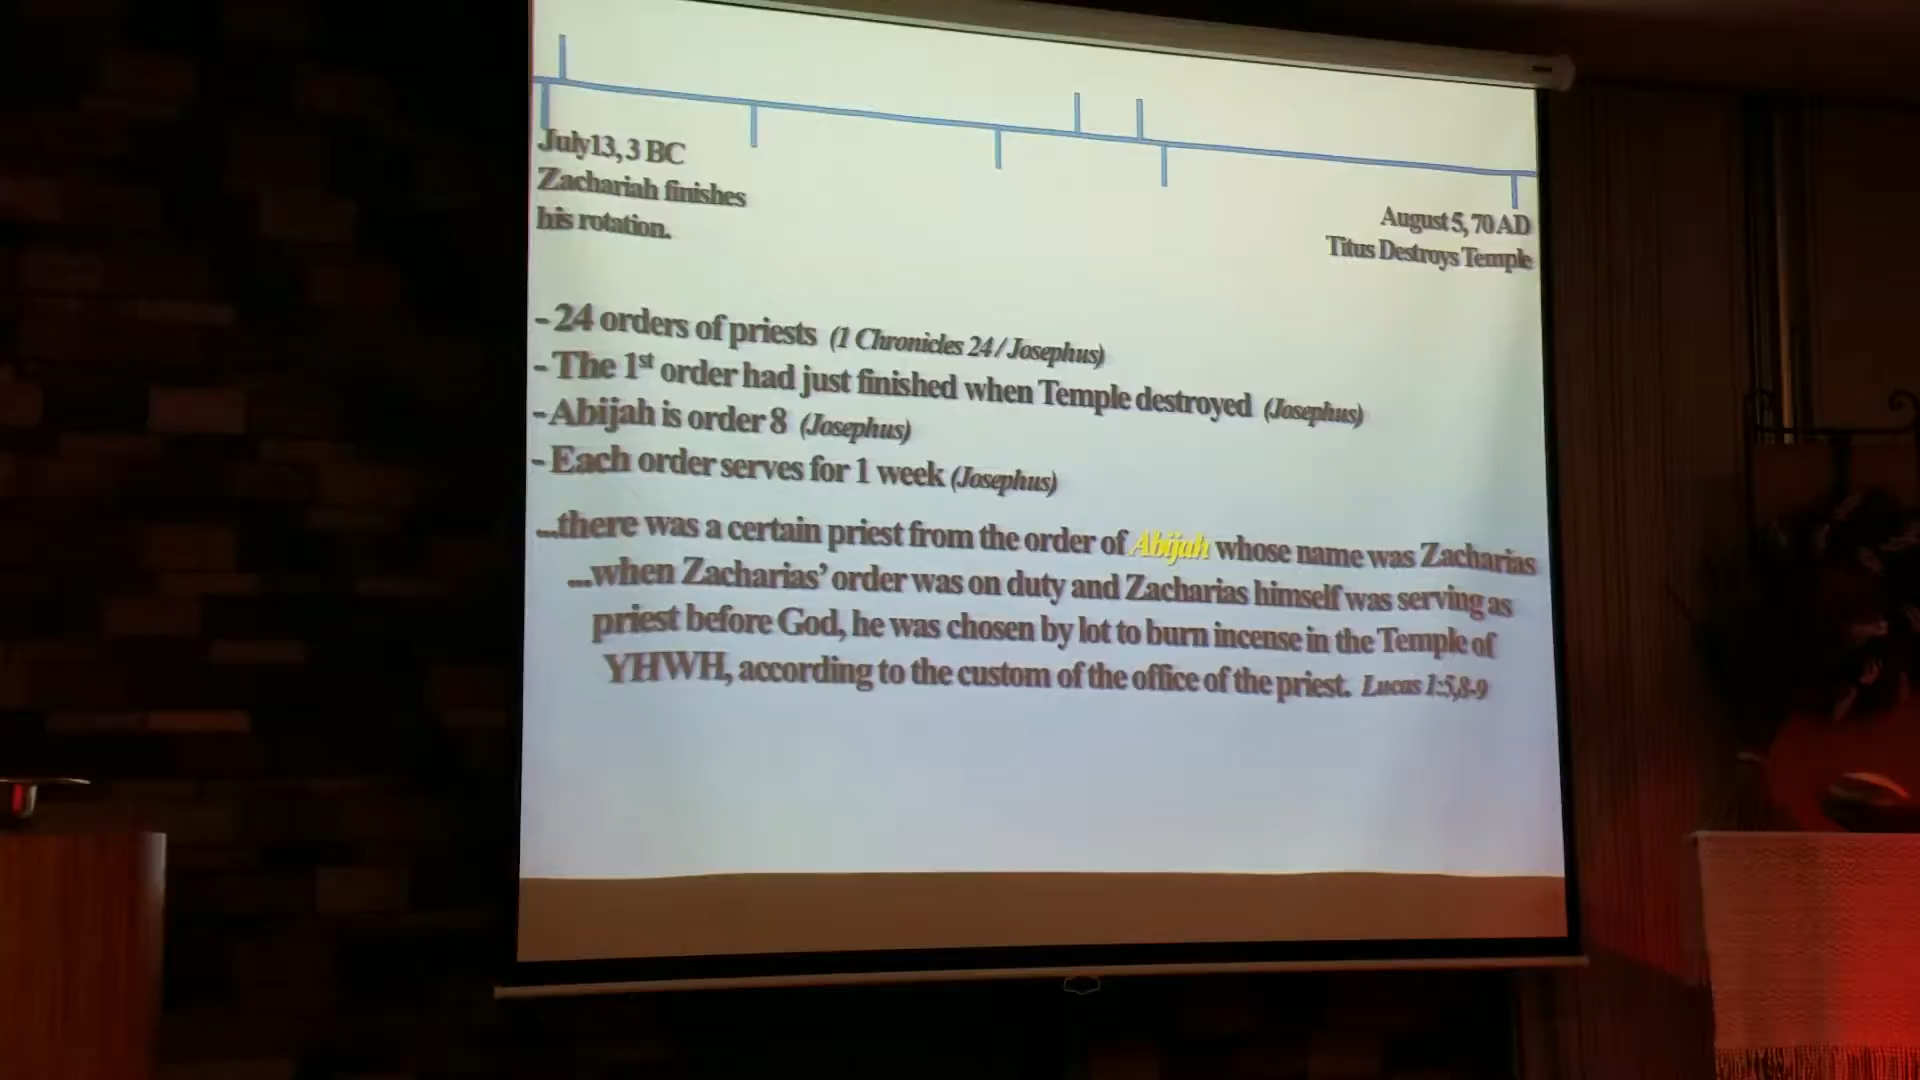 July13, 3 BC
Zachariah finishes
his rotation.
August 5, 70 AD
Titus Destroys Temple
- 24 orders of priests (1 Chronicles 24 / Josephus)
- The 1st order had just finished when Temple destroyed (Josephus)
- Abijah is order 8 (Josephus)
- Each order serves for 1 week (Josephus)
...there was a certain priest from the order of Abijah whose name was Zacharias
...when Zacharias' order was on duty and Zacharias himself was serving as
priest before God, he was chosen by lot to burn incense in the Temple of
YHWH, according to the custom of the office of the priest. Lucas 1:5,8-9